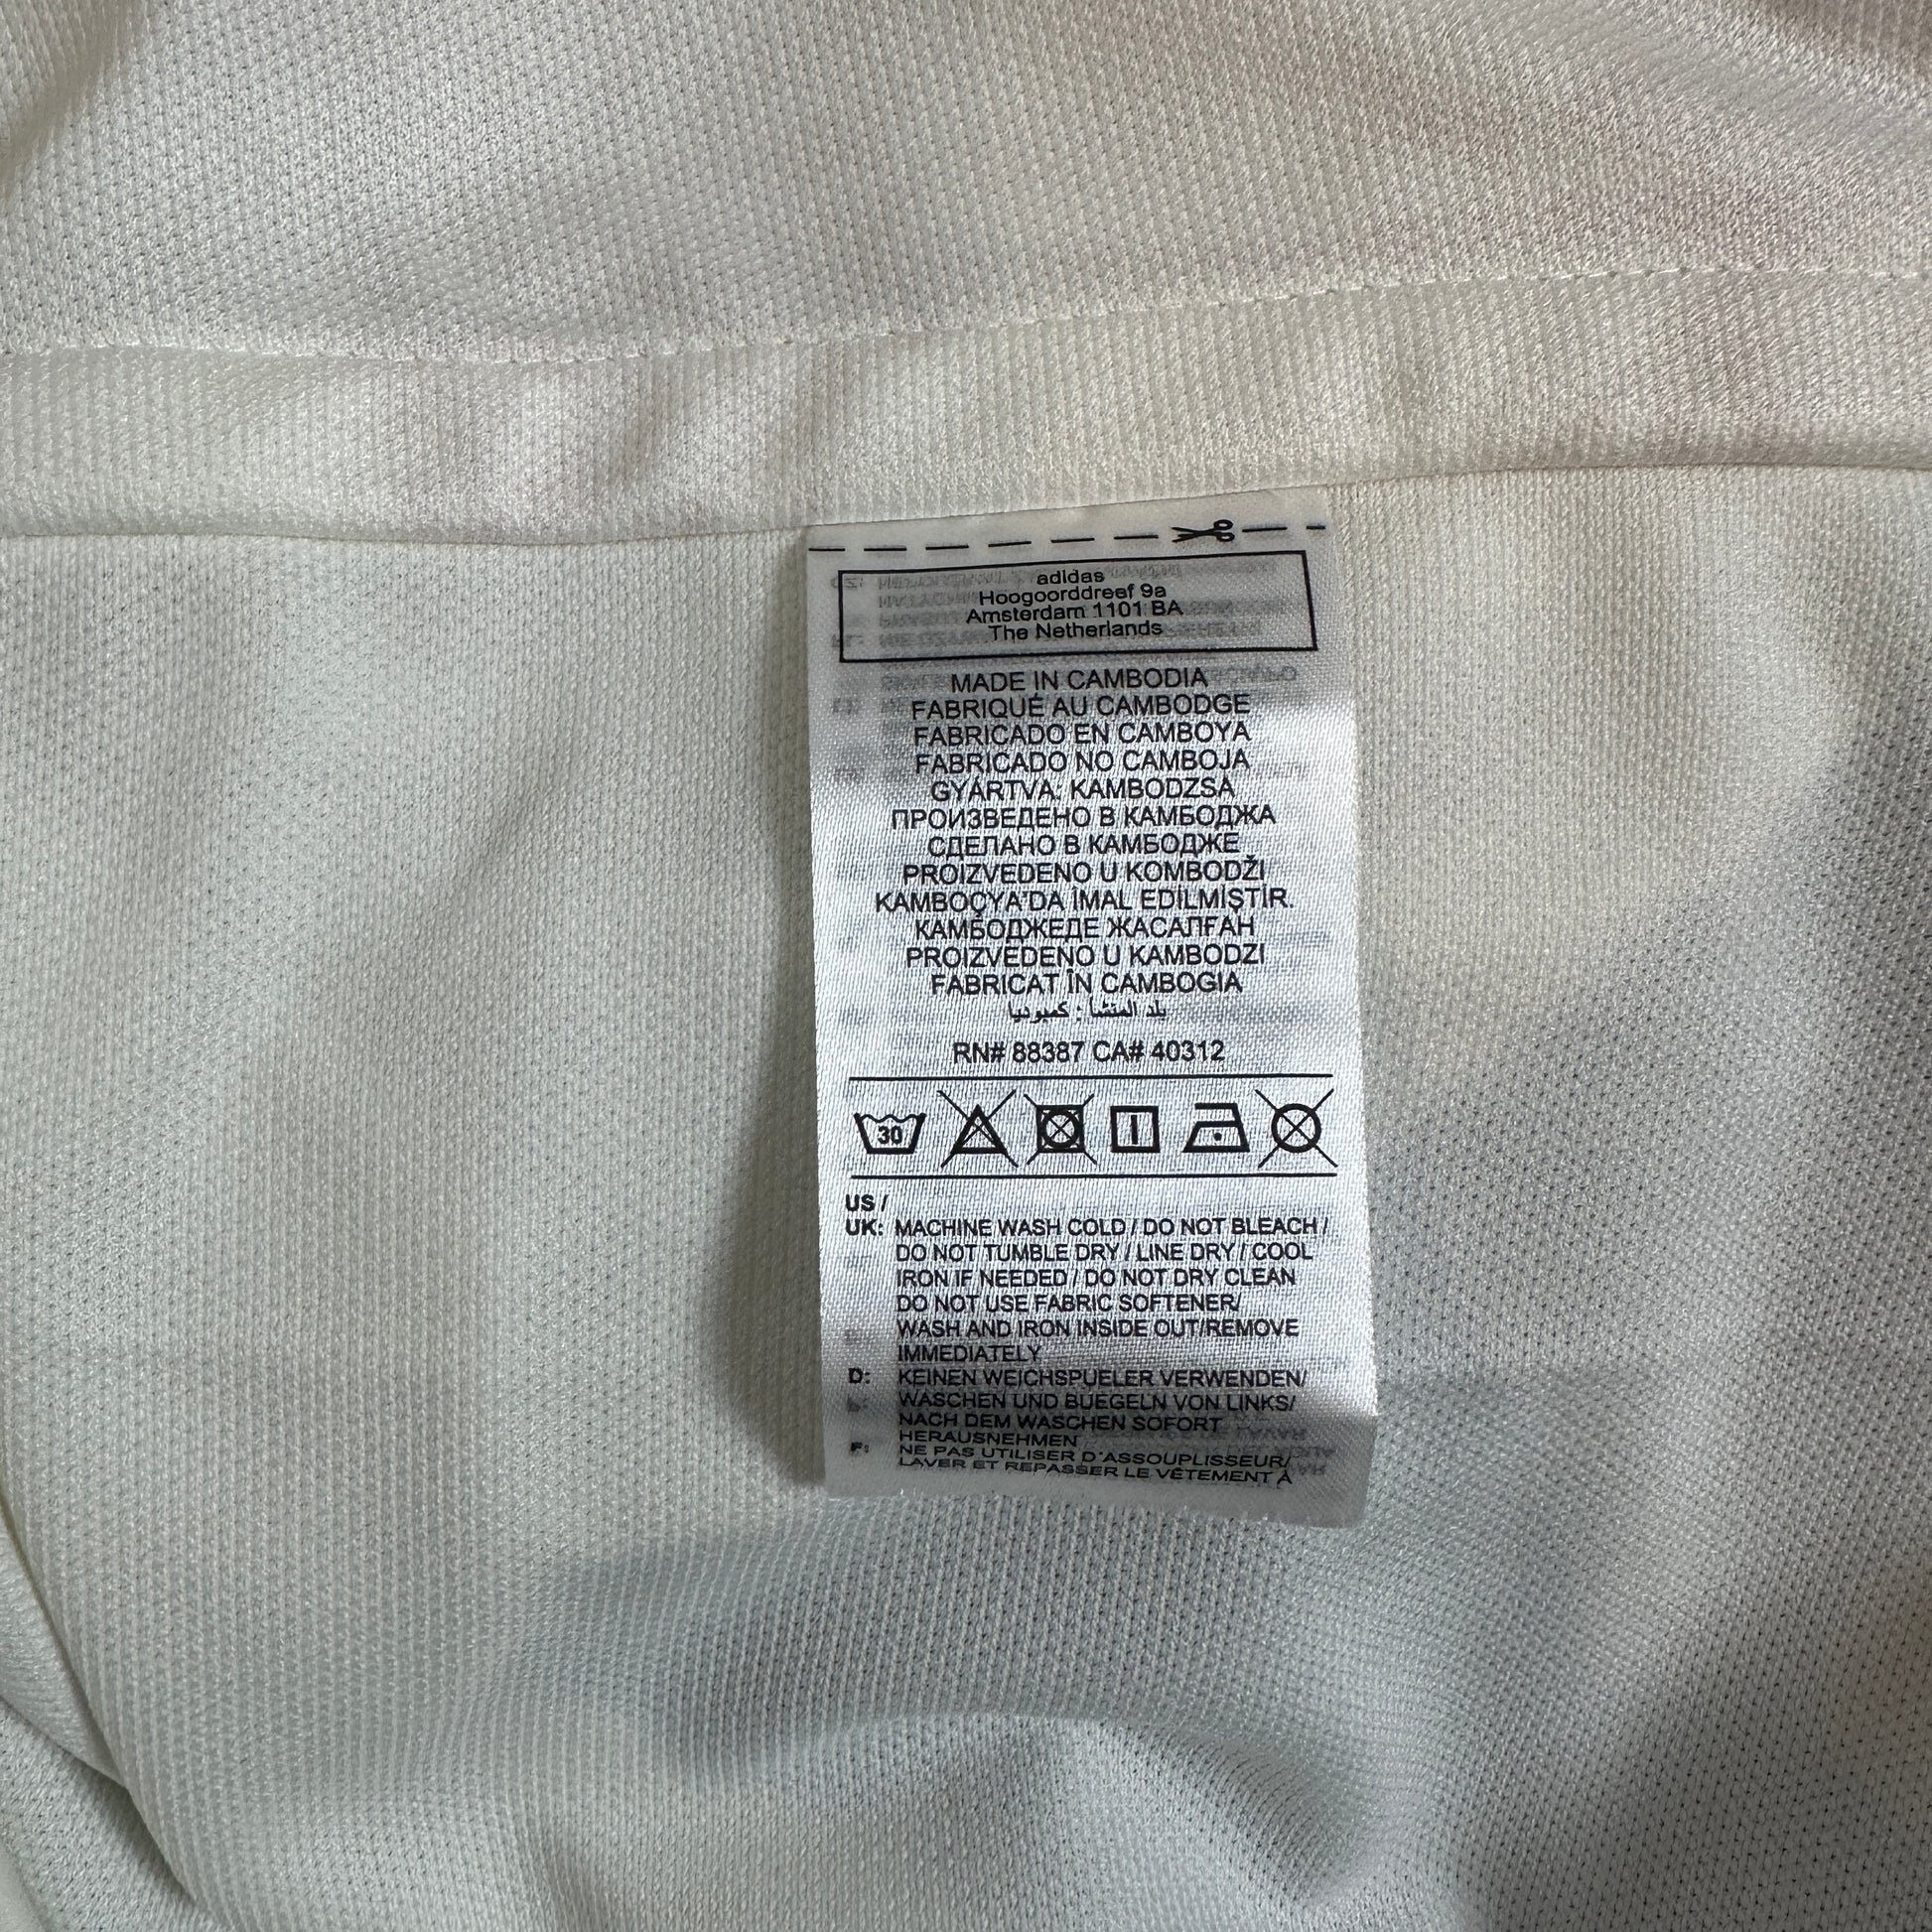 adidas
Hoogoorddreef 9a
Amsterdam 1101 BA
The Netherlands
MADE IN CAMBODIA
FABRIQUÉ AU CAMBODGE
FABRICADO EN CAMBOYA
FABRICADO NO CAMBOJA
GYÁRTVA: KAMBODZSA
ПРОИЗВЕДЕНО В КАМБОДЖА
СДЕЛАНО В КАМБОДЖЕ
PROIZVEDENO U KOMBODŽI
KAMBOÇYA'DA İMAL EDİLMİŞTİR.
КАМБОДЖЕДЕ ЖАСАЛҒАН
PROIZVEDENO U KAMBODZI
FABRICAT ÎN CAMBOGIA
بلد المنشأ : كمبوديا
RN# 88387 CA# 40312
30
US /
UK: MACHINE WASH COLD / DO NOT BLEACH /
DO NOT TUMBLE DRY / LINE DRY / COOL
IRON IF NEEDED / DO NOT DRY CLEAN
DO NOT USE FABRIC SOFTENER/
WASH AND IRON INSIDE OUT/REMOVE
IMMEDIATELY
D: KEINEN WEICHSPUELER VERWENDEN/
WASCHEN UND BUEGELN VON LINKS/
NACH DEM WASCHEN SOFORT
HERAUSNEHMEN
F: NE PAS UTILISER D'ASSOUPLISSEUR/
LAVER ET REPASSER LE VÊTEMENT À